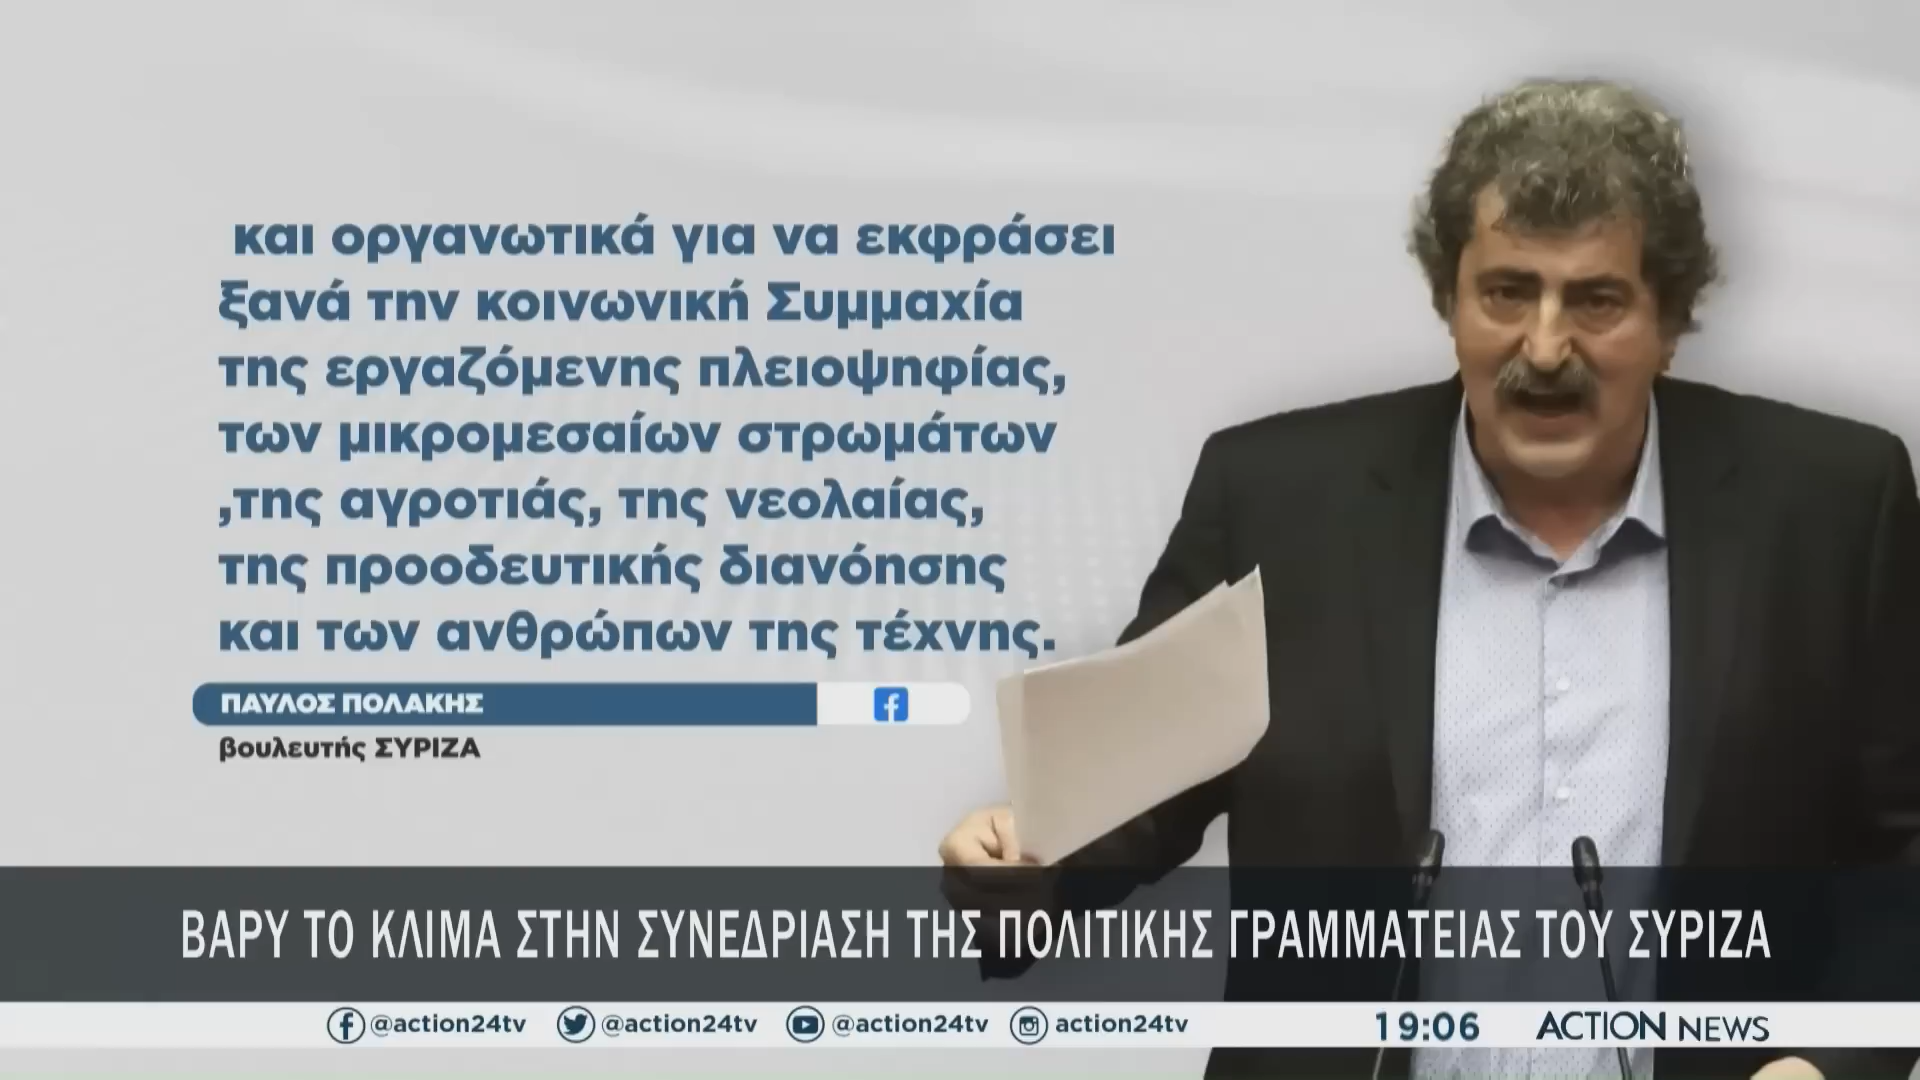 και οργανωτικά για να εκφράσει
ξανά την κοινωνική Συμμαχία
της εργαζόμενης πλειοψηφίας,
των μικρομεσαίων στρωμάτων
,της αγροτιάς, της νεολαίας,
της προοδευτικής διανόησης
και των ανθρώπων της τέχνης.
ΠΑΥΛΟΣ ΠΟΛΑΚΗΣ
βουλευτής ΣΥΡΙΖΑ
ΒΑΡΥ ΤΟ ΚΛΙΜΑ ΣΤΗΝ ΣΥΝΕΔΡΙΑΣΗ ΤΗΣ ΠΟΛΙΤΙΚΗΣ ΓΡΑΜΜΑΤΕΙΑΣ ΤΟΥ ΣΥΡΙΖΑ
@action24tv @action24tv @action24tv action24tv 19:06 ACTION NEWS